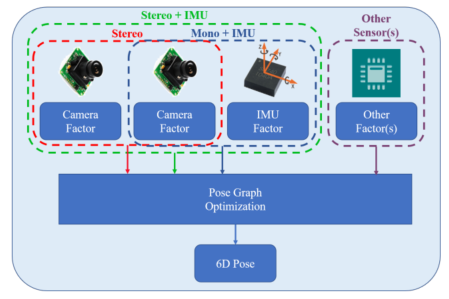 Stereo + IMU
Other
Sensor(s)
Stereo
Mono + IMU
Camera
Factor
Camera
Factor
IMU
Factor
Other
Factor(s)
Pose Graph
Optimization
6D Pose